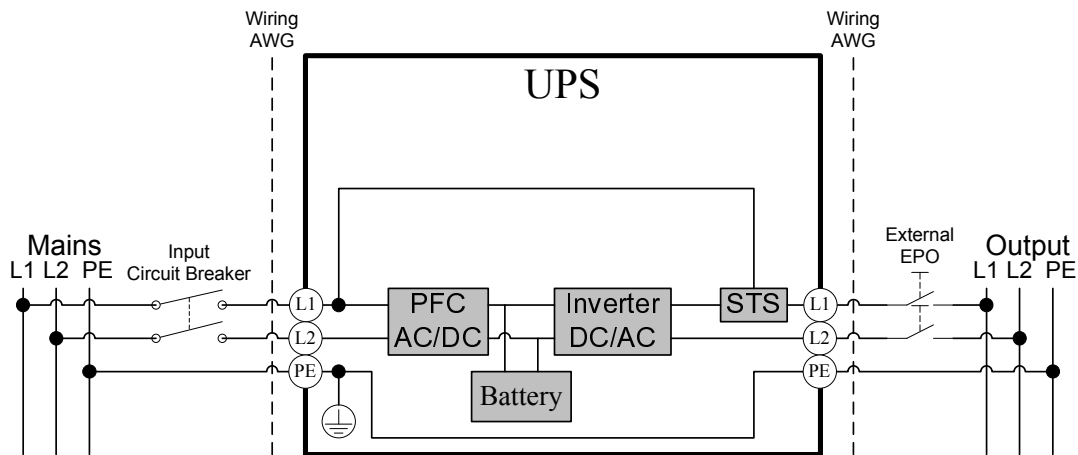 Wiring
AWG
Wiring
AWG
UPS
Mains
L1 L2 PE
Input
Circuit Breaker
External
EPO
Output
L1 L2 PE
L1
PFC
AC/DC
Inverter
DC/AC
STS
L1
L2
L2
PE
Battery
PE